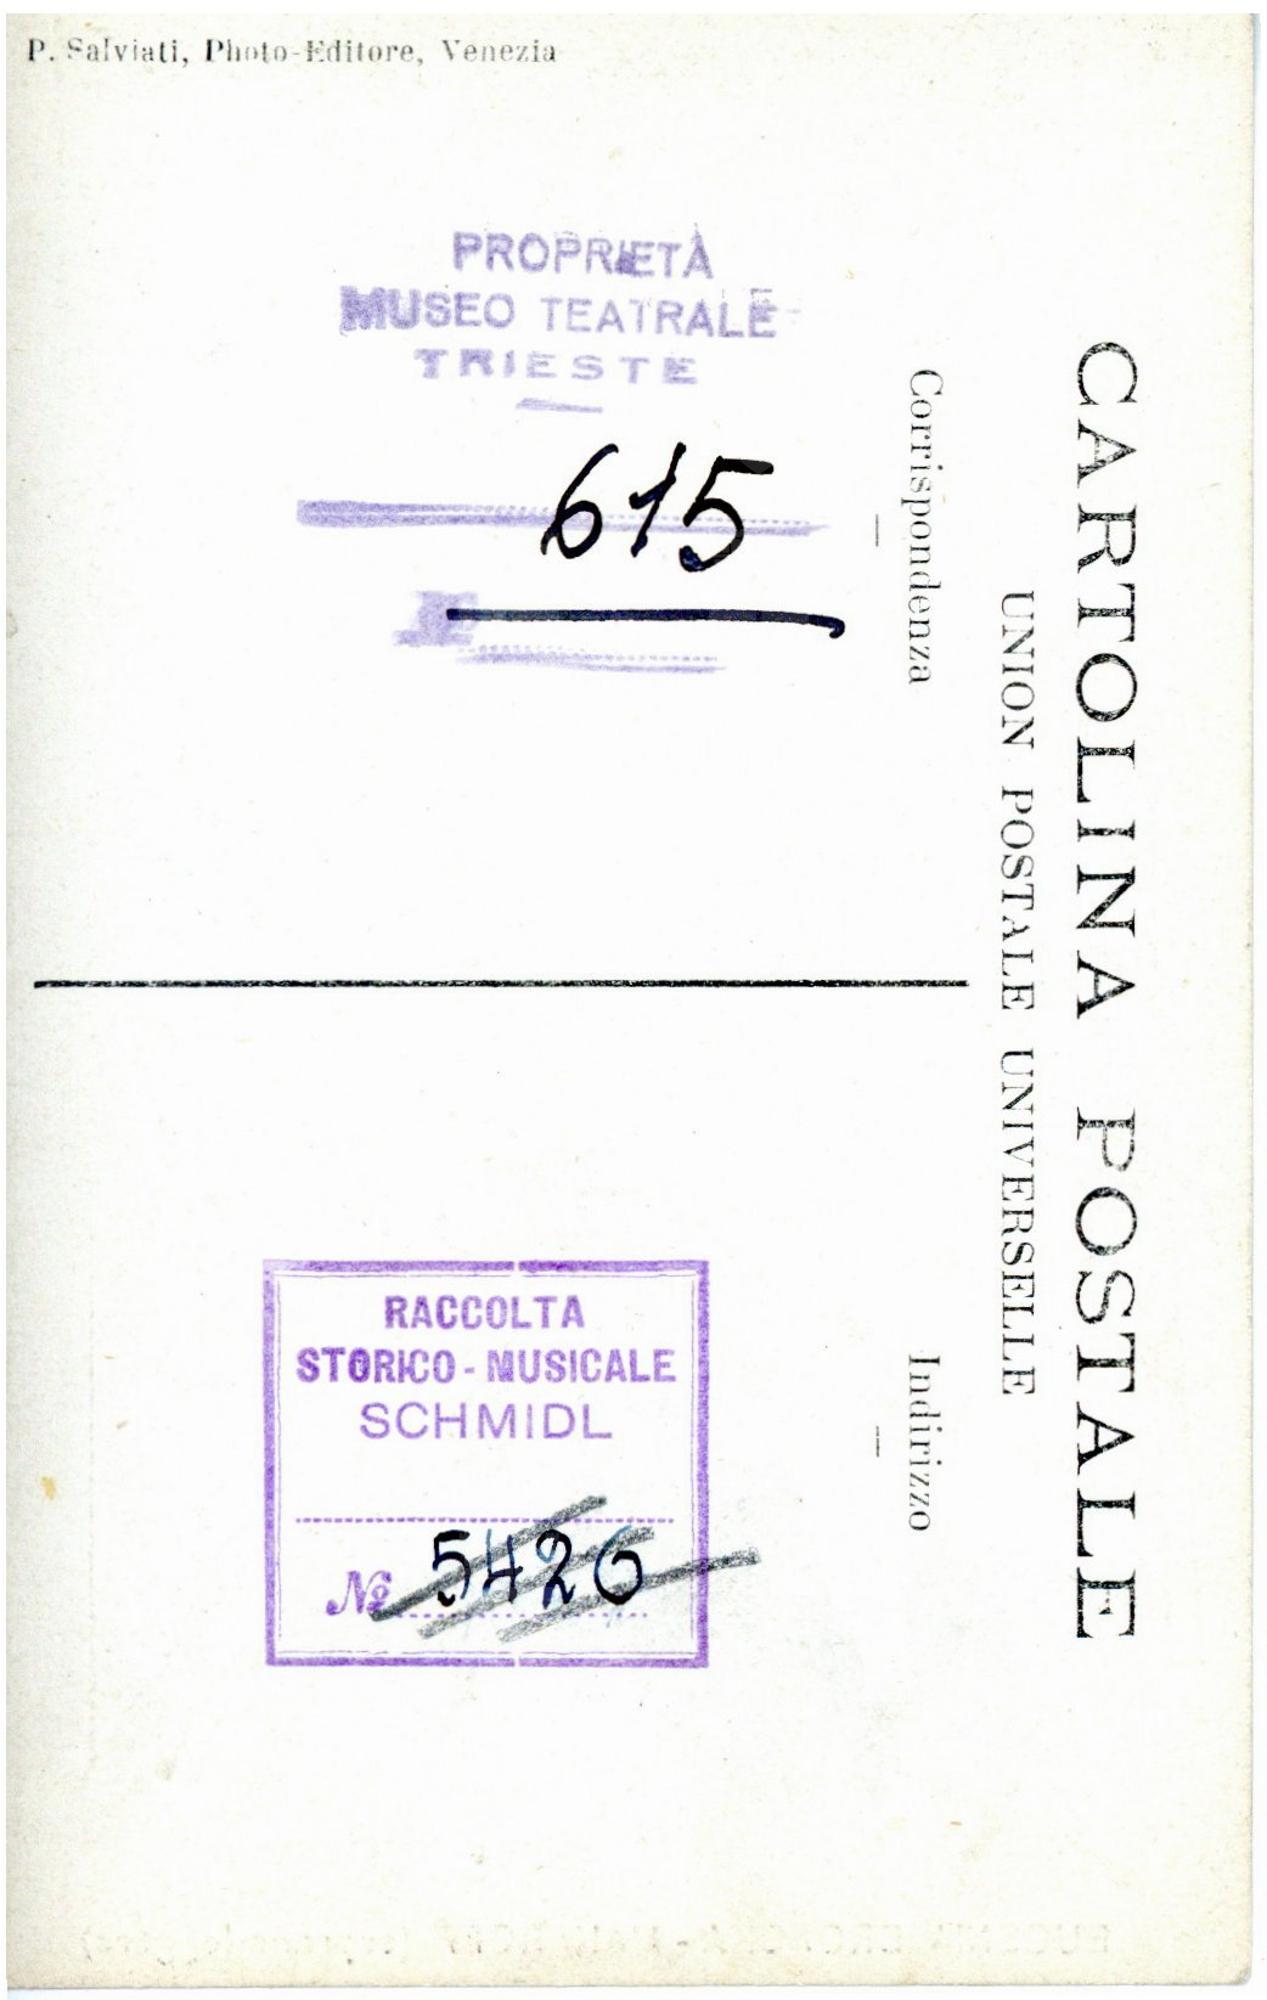 P. Salviati, Photo-Editore, Venezia
CARTOLINA POSTALE
UNION POSTALE UNIVERSELLE
Corrispondenza
Indirizzo
PROPRIETÀ
MUSEO TEATRALE
TRIESTE
615
RACCOLTA
STORICO-MUSICALE
SCHMIDL
№ 5426